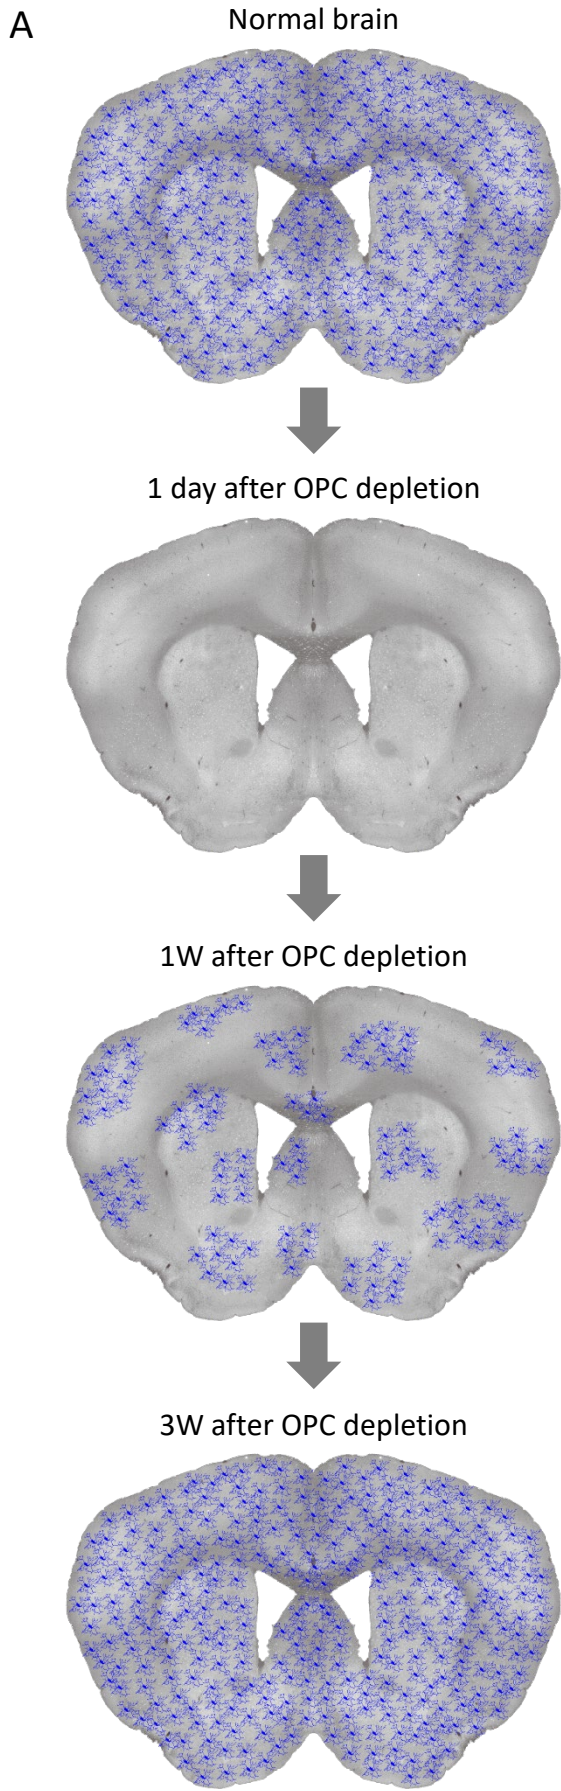 A
Normal brain
1 day after OPC depletion
1W after OPC depletion
3W after OPC depletion